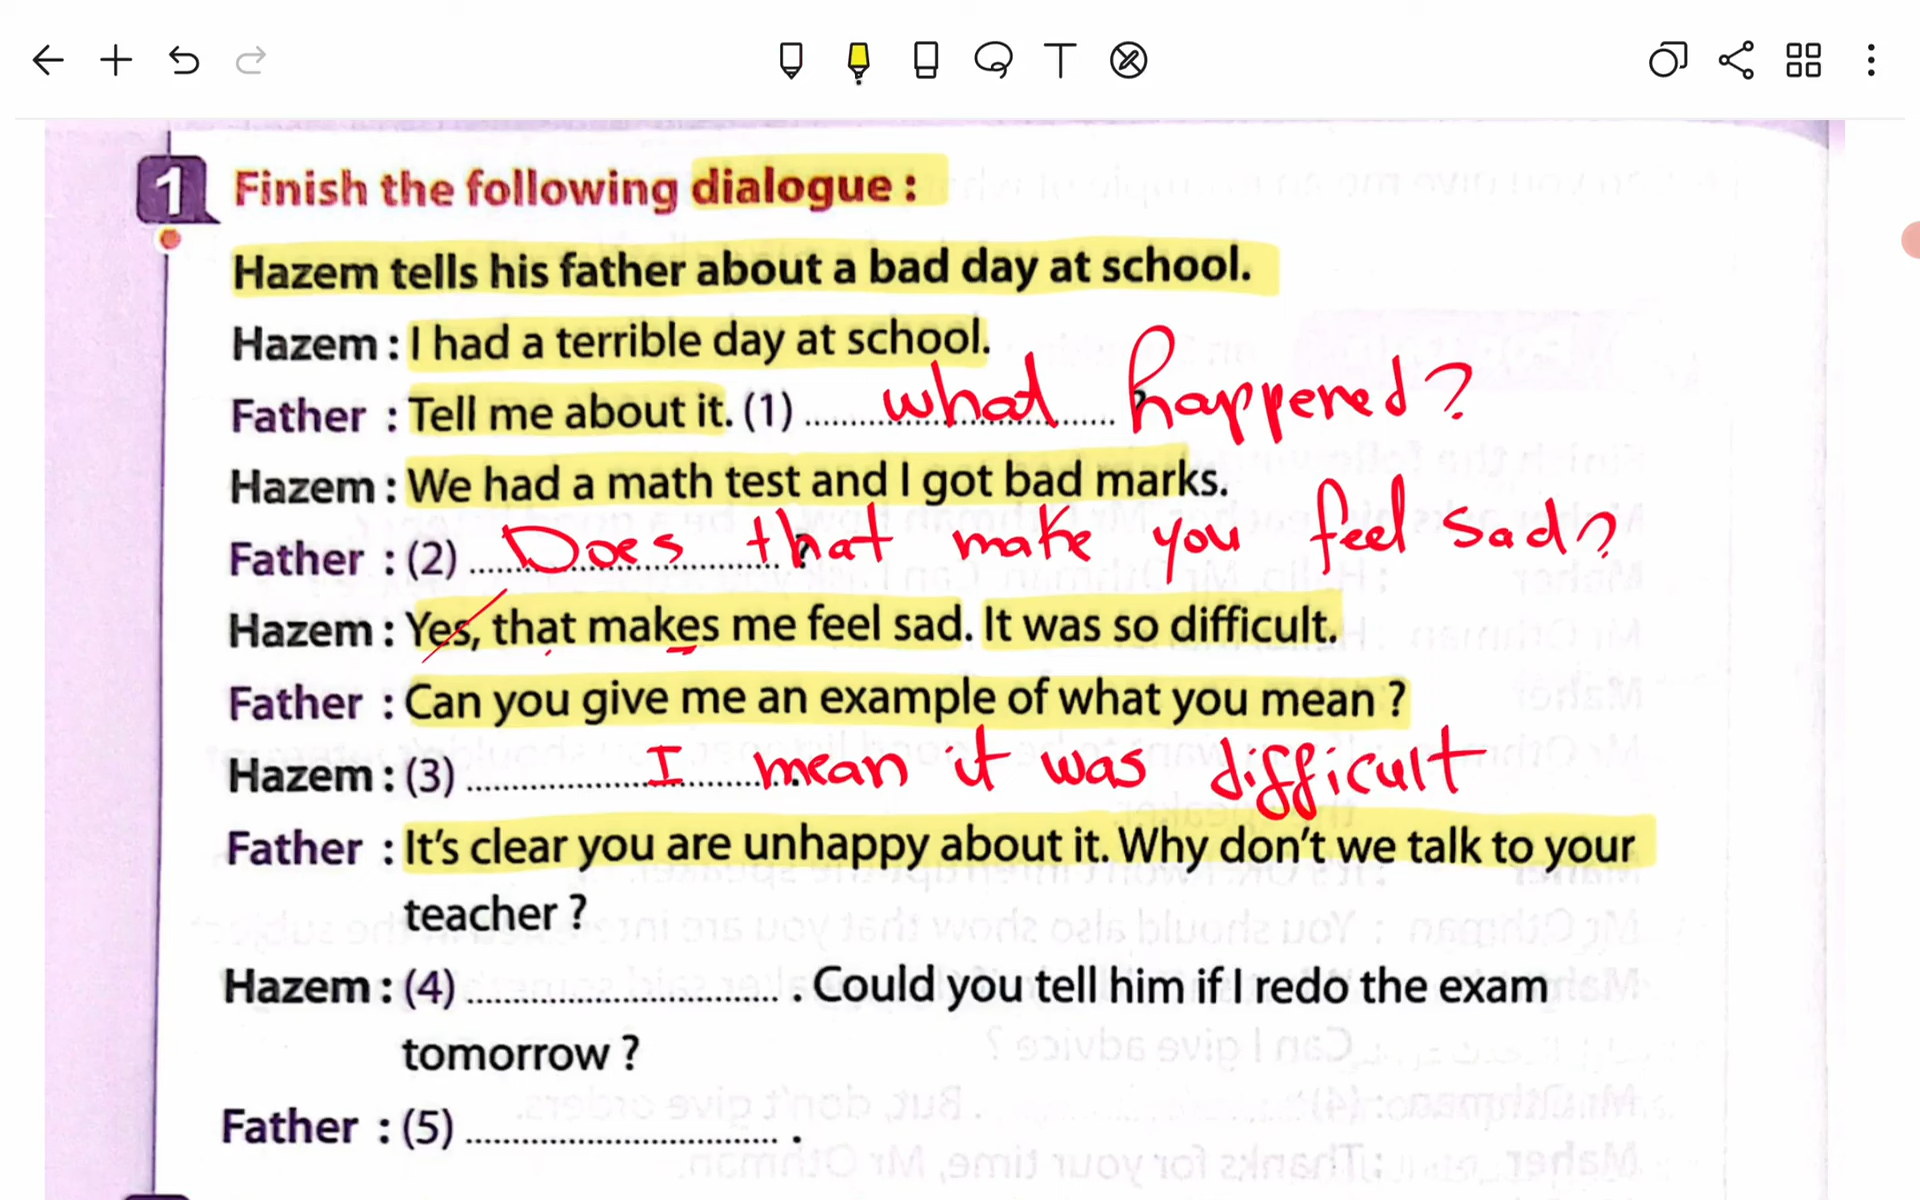 1 Finish the following dialogue :
Hazem tells his father about a bad day at school.
Hazem : I had a terrible day at school.
Father : Tell me about it. (1) ........ what happened?
Hazem : We had a math test and I got bad marks.
Father : (2) ........ Does that make you feel sad?
Hazem : Yes, that makes me feel sad. It was so difficult.
Father : Can you give me an example of what you mean ?
Hazem : (3) ........ I mean it was difficult
Father : It's clear you are unhappy about it. Why don't we talk to your
teacher ?
Hazem : (4) ........ . Could you tell him if I redo the exam
tomorrow ?
Father : (5) ........ .